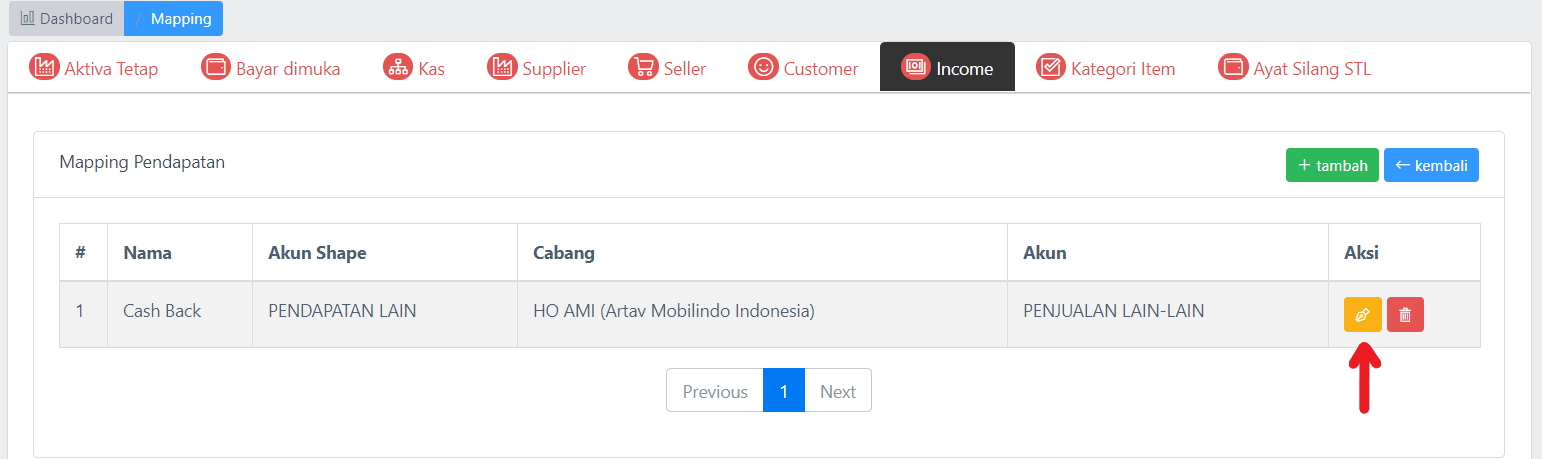 Dashboard / Mapping
Aktiva Tetap Bayar dimuka Kas Supplier Seller Customer Income Kategori Item Ayat Silang STL
Mapping Pendapatan + tambah ← kembali
# Nama Akun Shape Cabang Akun Aksi
1 Cash Back PENDAPATAN LAIN HO AMI (Artav Mobilindo Indonesia) PENJUALAN LAIN-LAIN
Previous 1 Next